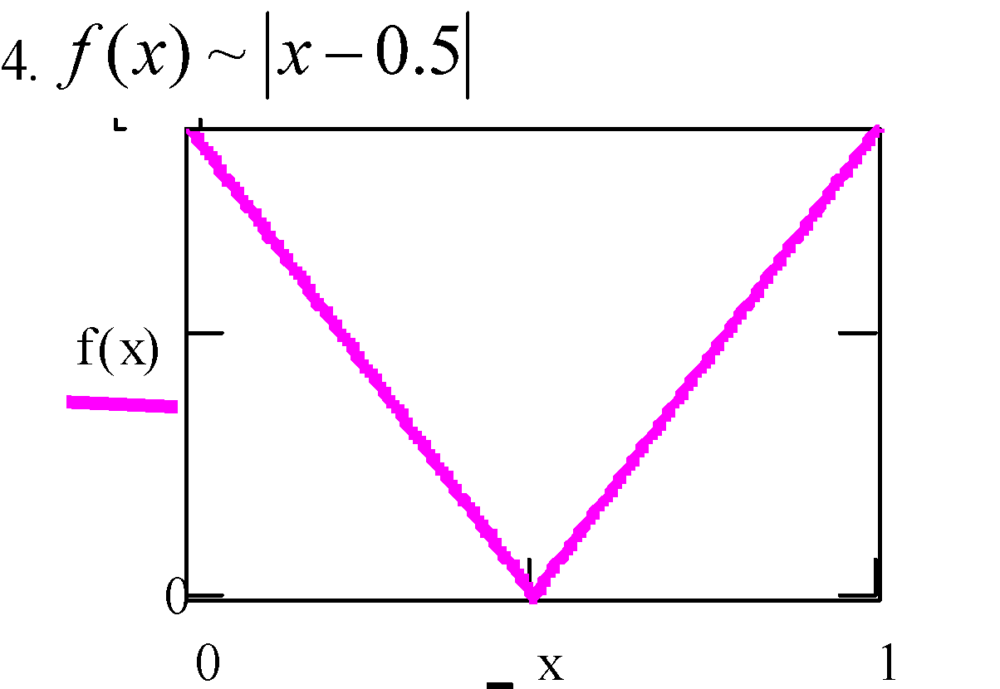 4. f(x) ~ |x − 0.5|
f(x)
0
0 x 1